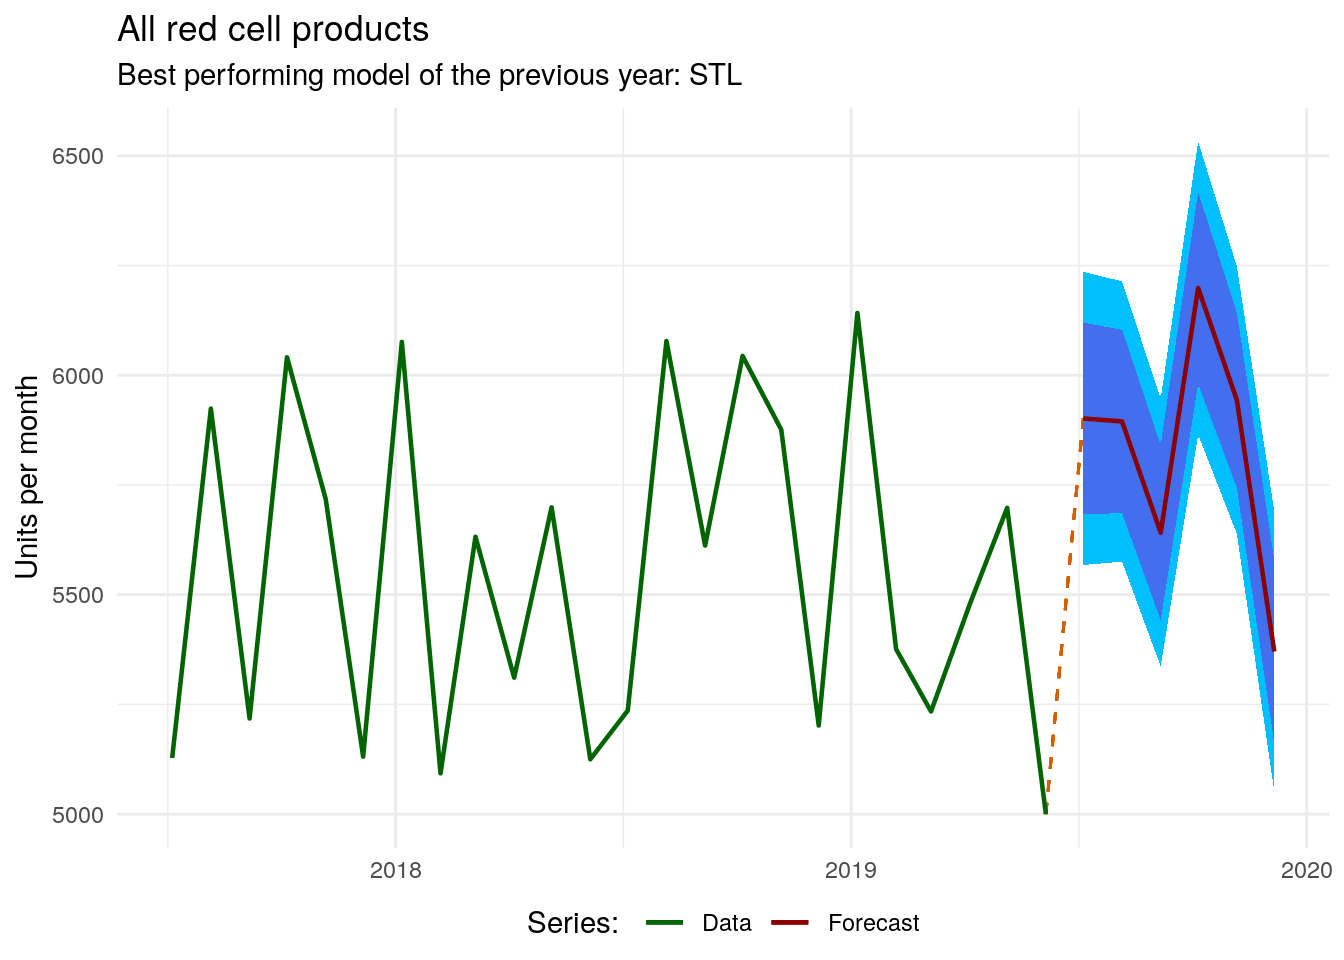 All red cell products
Best performing model of the previous year: STL
Units per month
6500
6000
5500
5000
2018
2019
2020
Series:
Data
Forecast